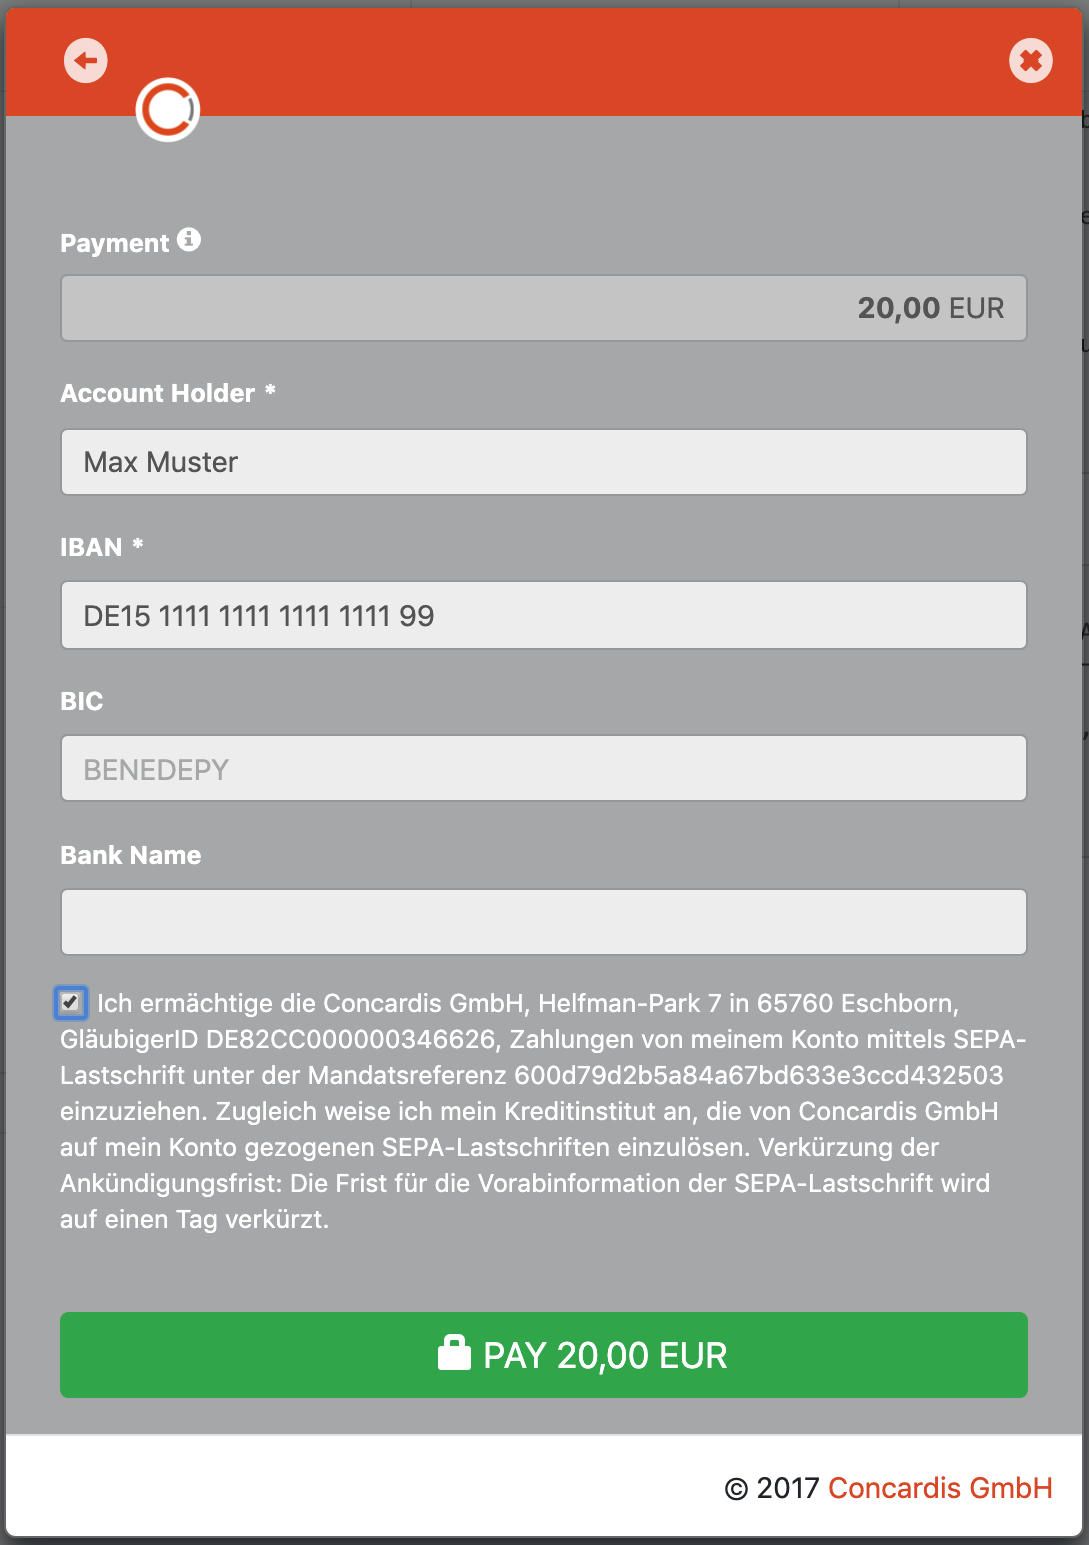 Payment
20,00 EUR
Account Holder *
Max Muster
IBAN *
DE15 1111 1111 1111 1111 99
BIC
BENEDEPY
Bank Name
Ich ermächtige die Concardis GmbH, Helfman-Park 7 in 65760 Eschborn,
GläubigerID DE82CC000000346626, Zahlungen von meinem Konto mittels SEPA-
Lastschrift unter der Mandatsreferenz 600d79d2b5a84a67bd633e3ccd432503
einzuziehen. Zugleich weise ich mein Kreditinstitut an, die von Concardis GmbH
auf mein Konto gezogenen SEPA-Lastschriften einzulösen. Verkürzung der
Ankündigungsfrist: Die Frist für die Vorabinformation der SEPA-Lastschrift wird
auf einen Tag verkürzt.
PAY 20,00 EUR
© 2017 Concardis GmbH